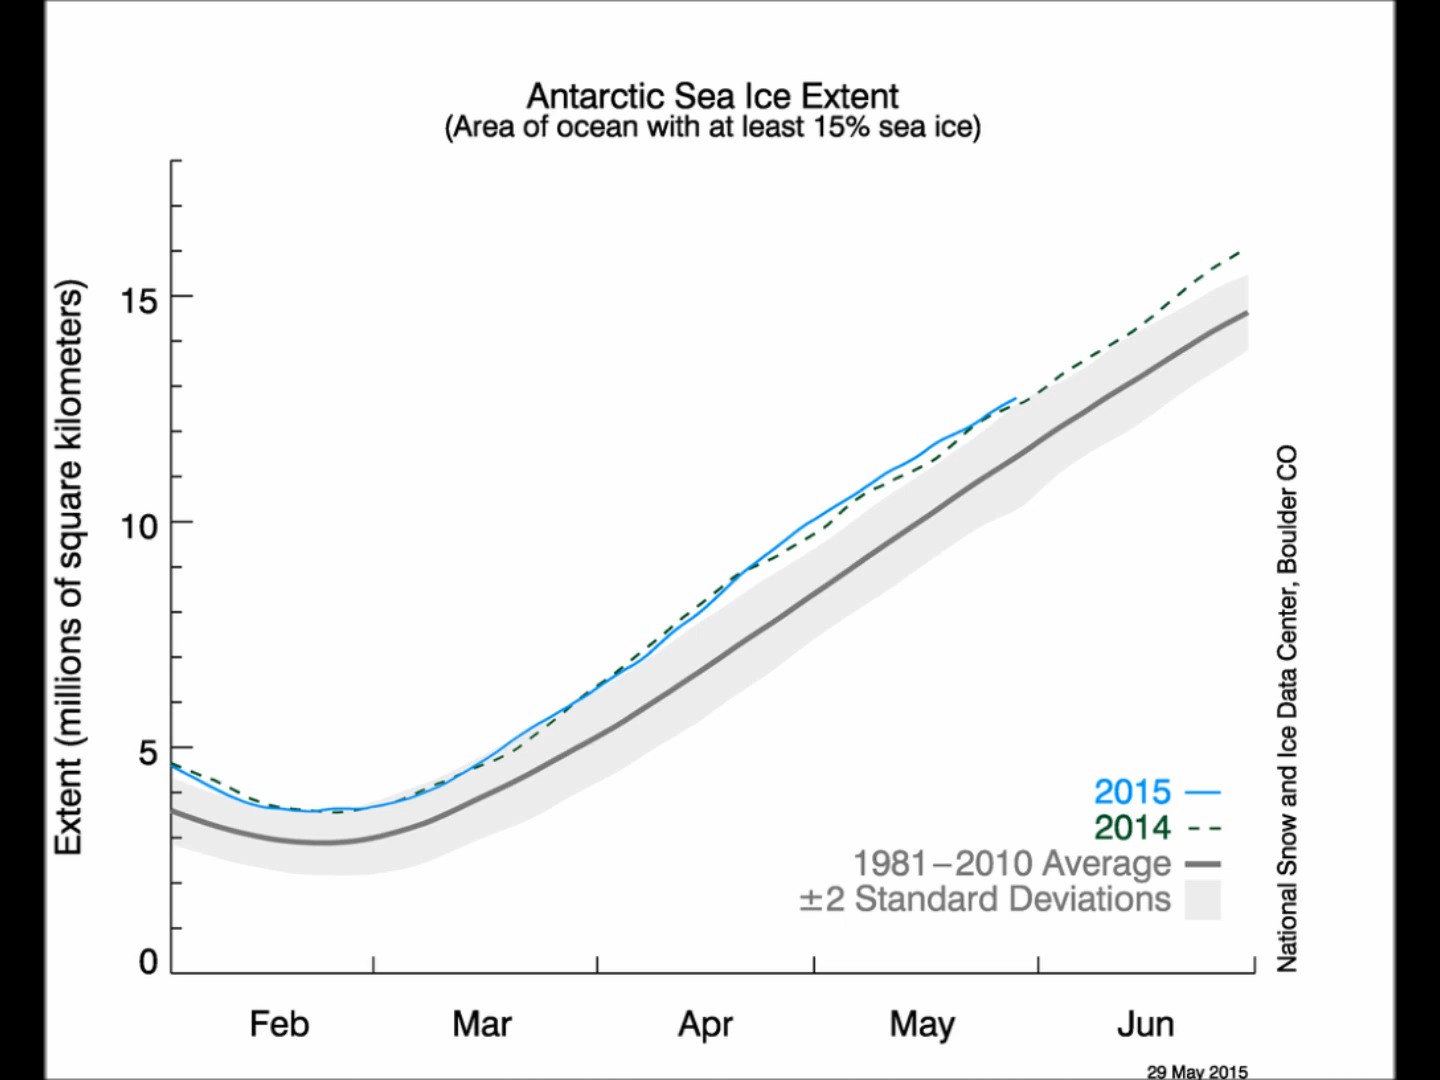 Antarctic Sea Ice Extent
(Area of ocean with at least 15% sea ice)
Extent (millions of square kilometers)
15
10
5
0
Feb Mar Apr May Jun
2015
2014
1981–2010 Average
±2 Standard Deviations
National Snow and Ice Data Center, Boulder CO
29 May 2015